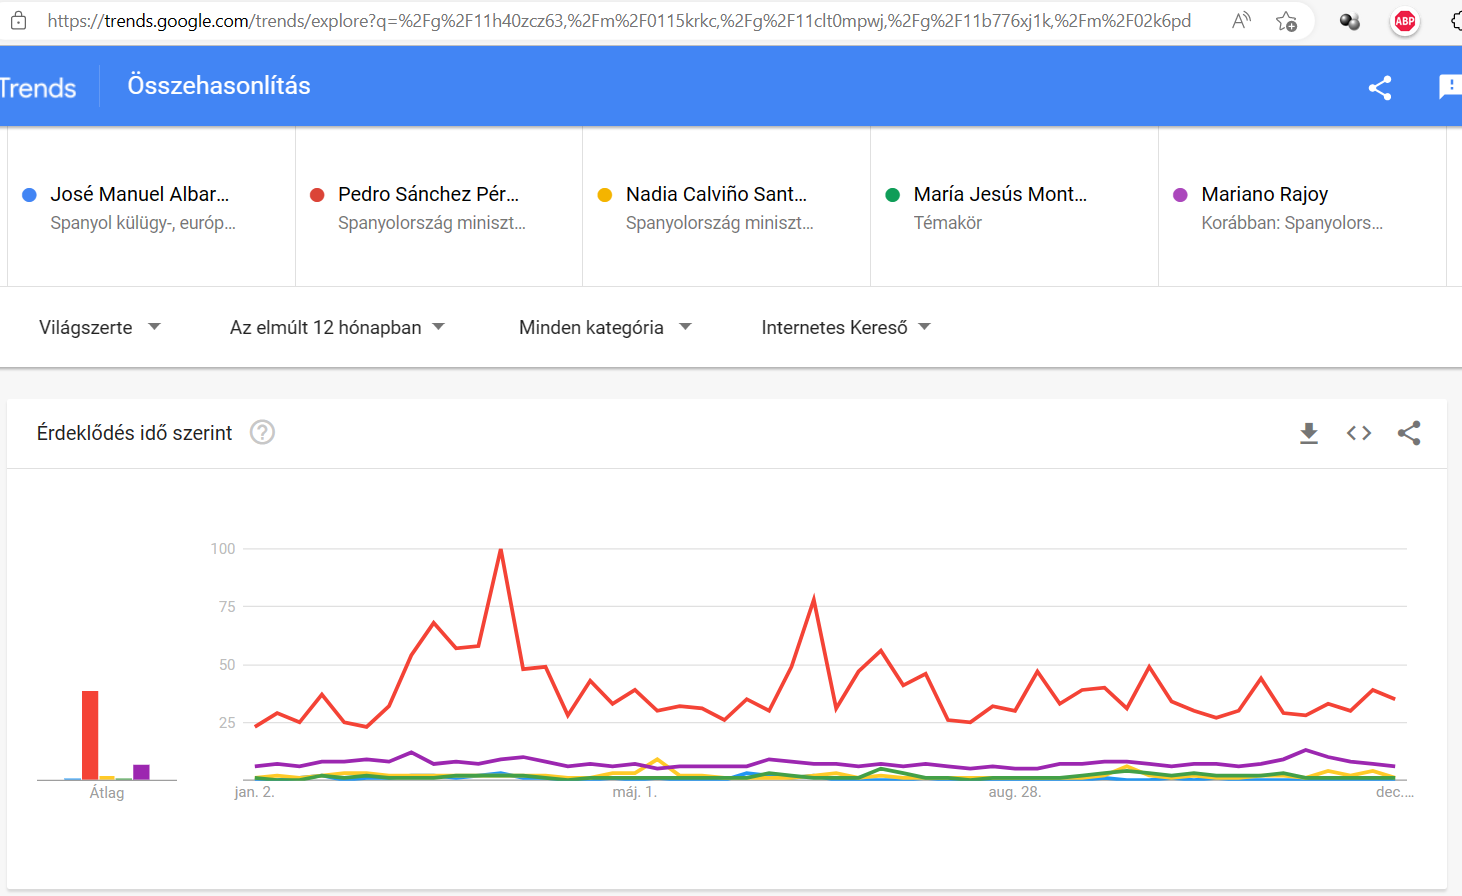 https://trends.google.com/trends/explore?q=%2Fg%2F11h40zcz63,%2Fm%2F0115krkc,%2Fg%2F11clt0mpwj,%2Fg%2F11b776xj1k,%2Fm%2F02k6pd
ABP
Trends
Összehasonlítás
José Manuel Albar...
Spanyol külügy-, európ...
Pedro Sánchez Pér...
Spanyolország miniszt...
Nadia Calviño Sant...
Spanyolország miniszt...
María Jesús Mont...
Témakör
Mariano Rajoy
Korábban: Spanyolors...
Világszerte
Az elmúlt 12 hónapban
Minden kategória
Internetes Kereső
Érdeklődés idő szerint
100
75
50
25
Átlag
jan. 2.
máj. 1.
aug. 28.
dec....